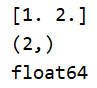 [1. 2.]
(2,)
float64